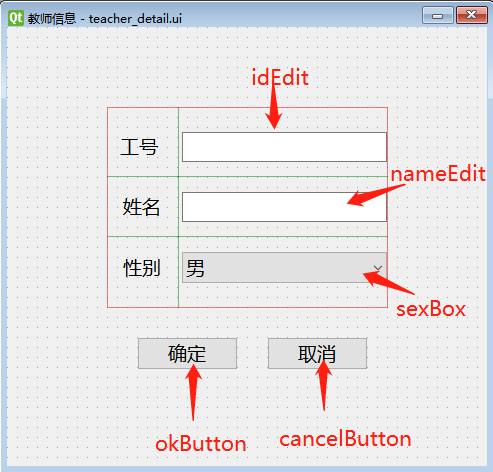 Qt 教师信息 - teacher_detail.ui
idEdit
工号
nameEdit
姓名
性别 男
sexBox
确定 取消
okButton cancelButton